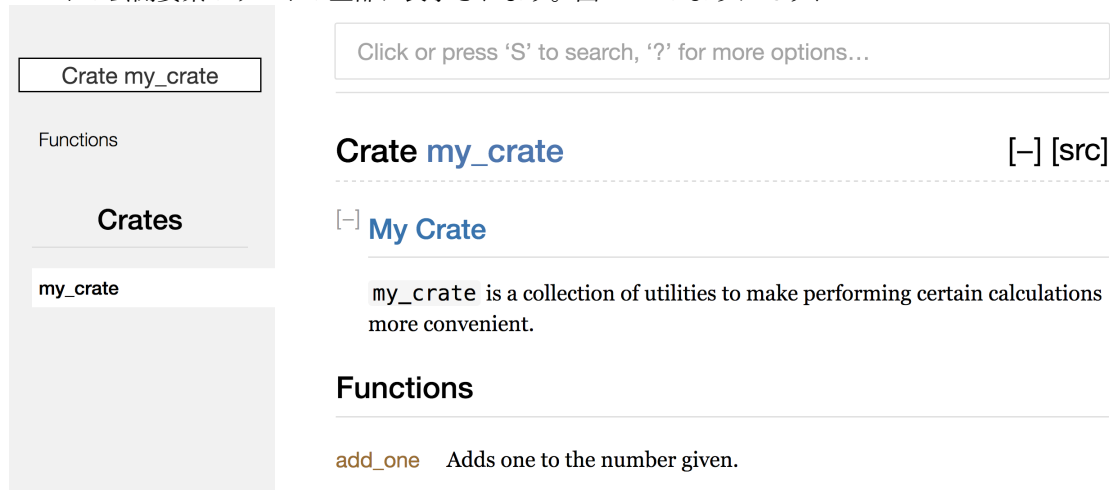 Crate my_crate
Functions
Crates
my_crate
Click or press ‘S’ to search, ‘?’ for more options…
Crate my_crate [–] [src]
[–] My Crate
my_crate is a collection of utilities to make performing certain calculations
more convenient.
Functions
add_one Adds one to the number given.